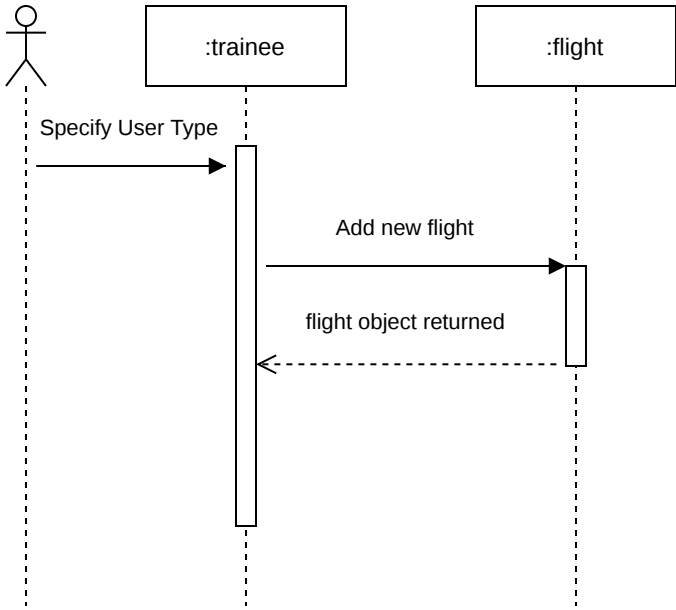 :trainee
:flight
Specify User Type
Add new flight
flight object returned